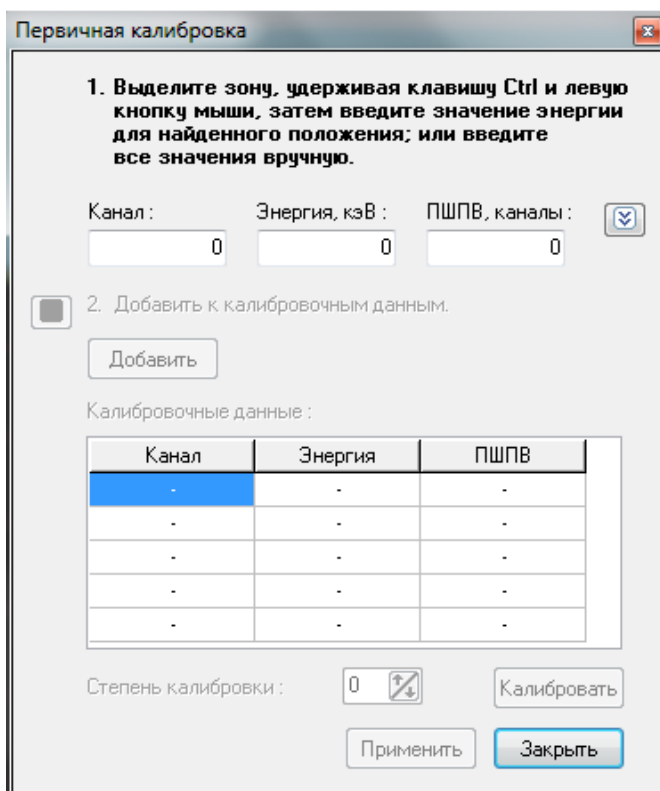 Первичная калибровка
1. Выделите зону, удерживая клавишу Ctrl и левую
кнопку мыши, затем введите значение энергии
для найденного положения; или введите
все значения вручную.
Канал : Энергия, кэВ : ПШПВ, каналы :
0 0 0
2. Добавить к калибровочным данным.
Добавить
Калибровочные данные :
Канал Энергия ПШПВ
- - -
- - -
- - -
- - -
- - -
Степень калибровки : 0 Калибровать
Применить Закрыть